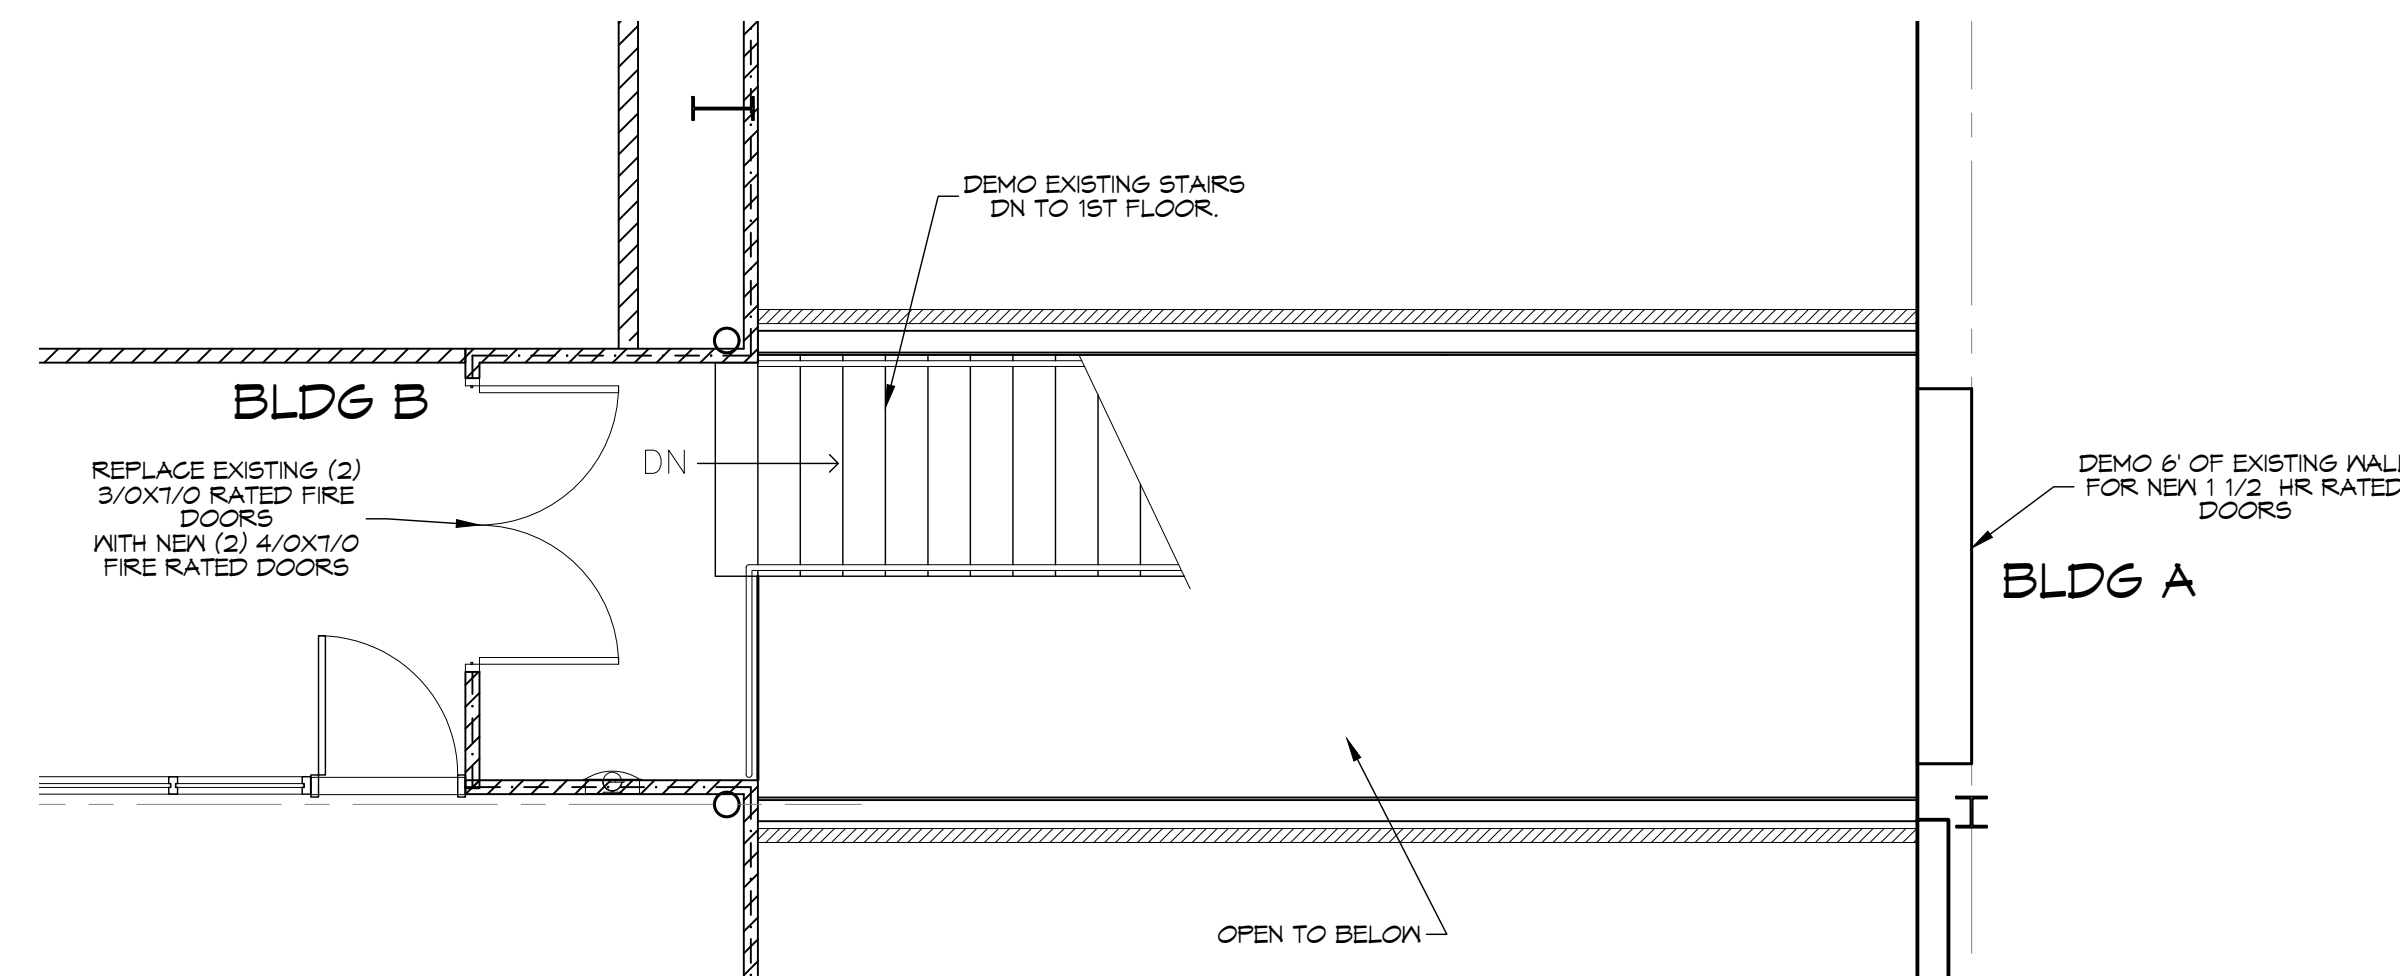 DEMO EXISTING STAIRS
DN TO 1ST FLOOR.
BLDG B
REPLACE EXISTING (2)
3/0X7/0 RATED FIRE
DOORS
WITH NEW (2) 4/0X7/0
FIRE RATED DOORS
DN
DEMO 6' OF EXISTING WALL
FOR NEW 1 1/2 HR RATED
DOORS
BLDG A
OPEN TO BELOW